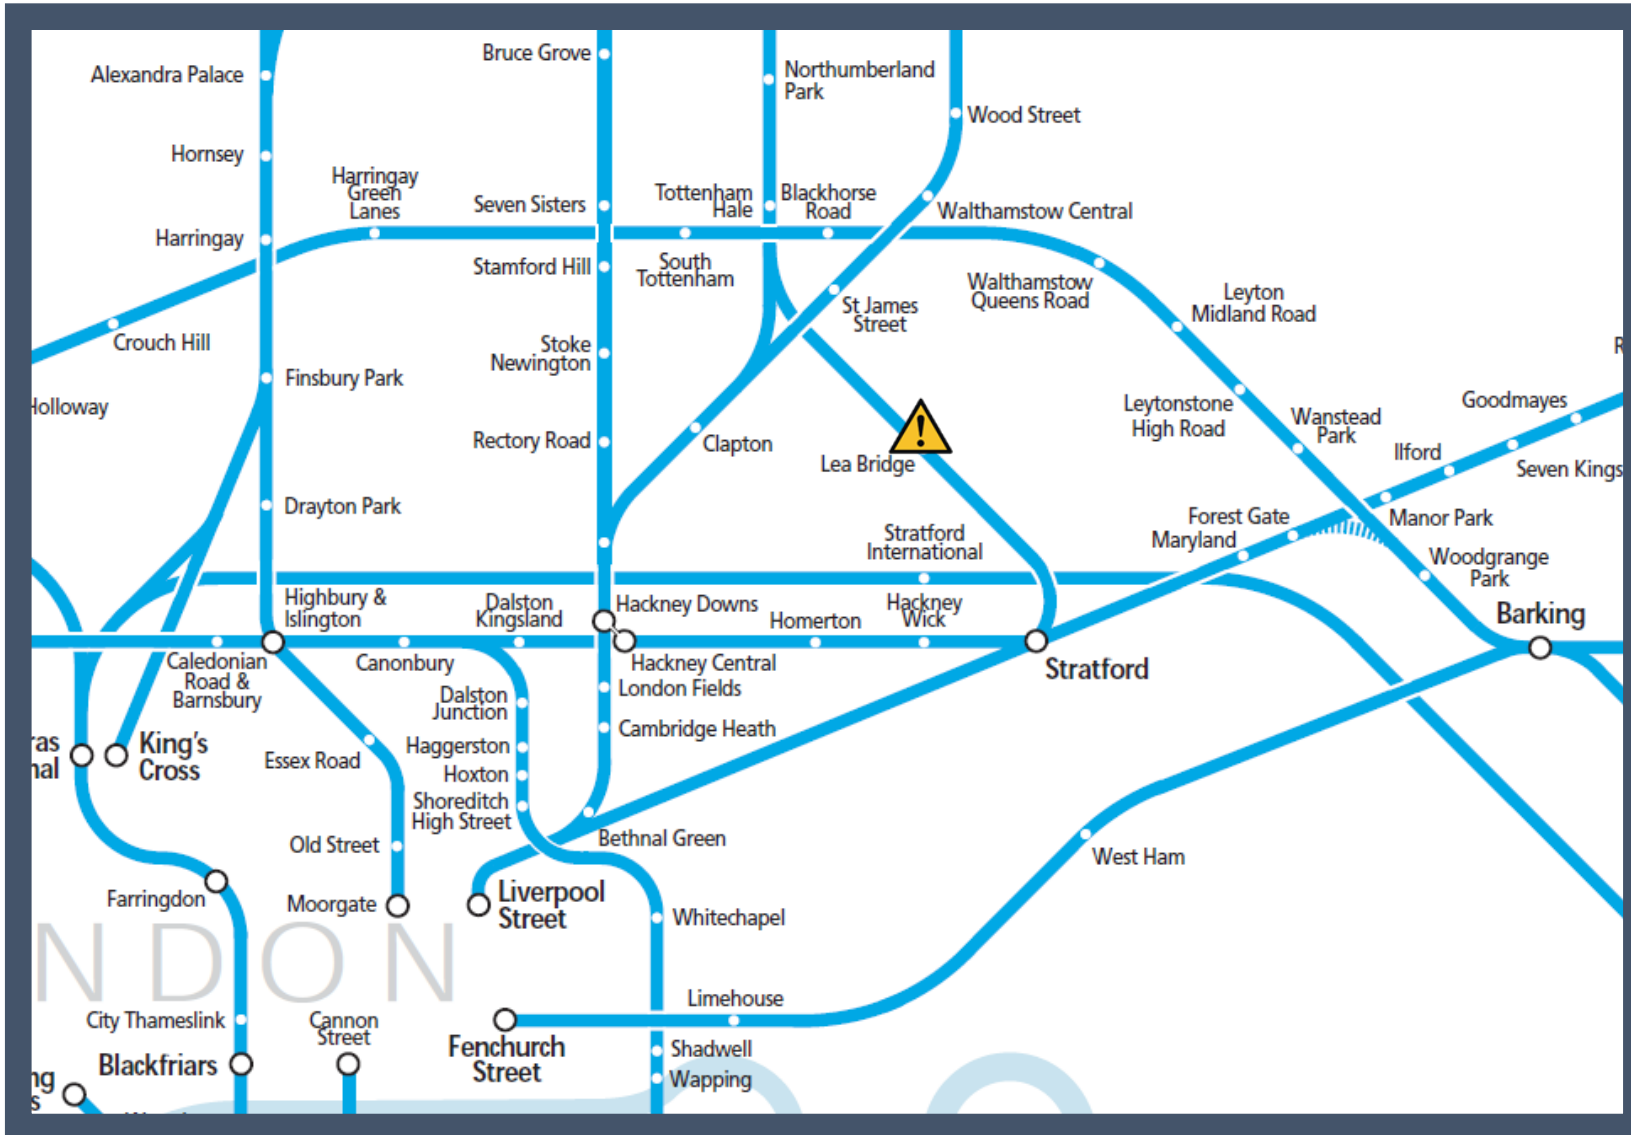 Bruce Grove
Alexandra Palace
Northumberland
Park
Wood Street
Hornsey
Harringay
Green
Lanes
Seven Sisters
Tottenham
Hale
Blackhorse
Road
Walthamstow Central
Harringay
Stamford Hill
South
Tottenham
Walthamstow
Queens Road
Leyton
Midland Road
St James
Street
Crouch Hill
Stoke
Newington
Finsbury Park
Holloway
Leytonstone
High Road
Wanstead
Park
Goodmayes
R
Rectory Road
Clapton
Lea Bridge
Ilford
Seven Kings
Drayton Park
Stratford
International
Forest Gate
Maryland
Manor Park
Woodgrange
Park
Highbury &
Islington
Dalston
Kingsland
Hackney Downs
Homerton
Hackney
Wick
Barking
Caledonian
Road &
Barnsbury
Canonbury
Hackney Central
Stratford
Dalston
Junction
London Fields
Cambridge Heath
ras
nal
King's
Cross
Essex Road
Haggerston
Hoxton
Shoreditch
High Street
Bethnal Green
Old Street
West Ham
Farringdon
Moorgate
Liverpool
Street
Whitechapel
NDON
Limehouse
City Thameslink
Cannon
Street
Fenchurch
Street
Blackfriars
Shadwell
Wapping
ng
s